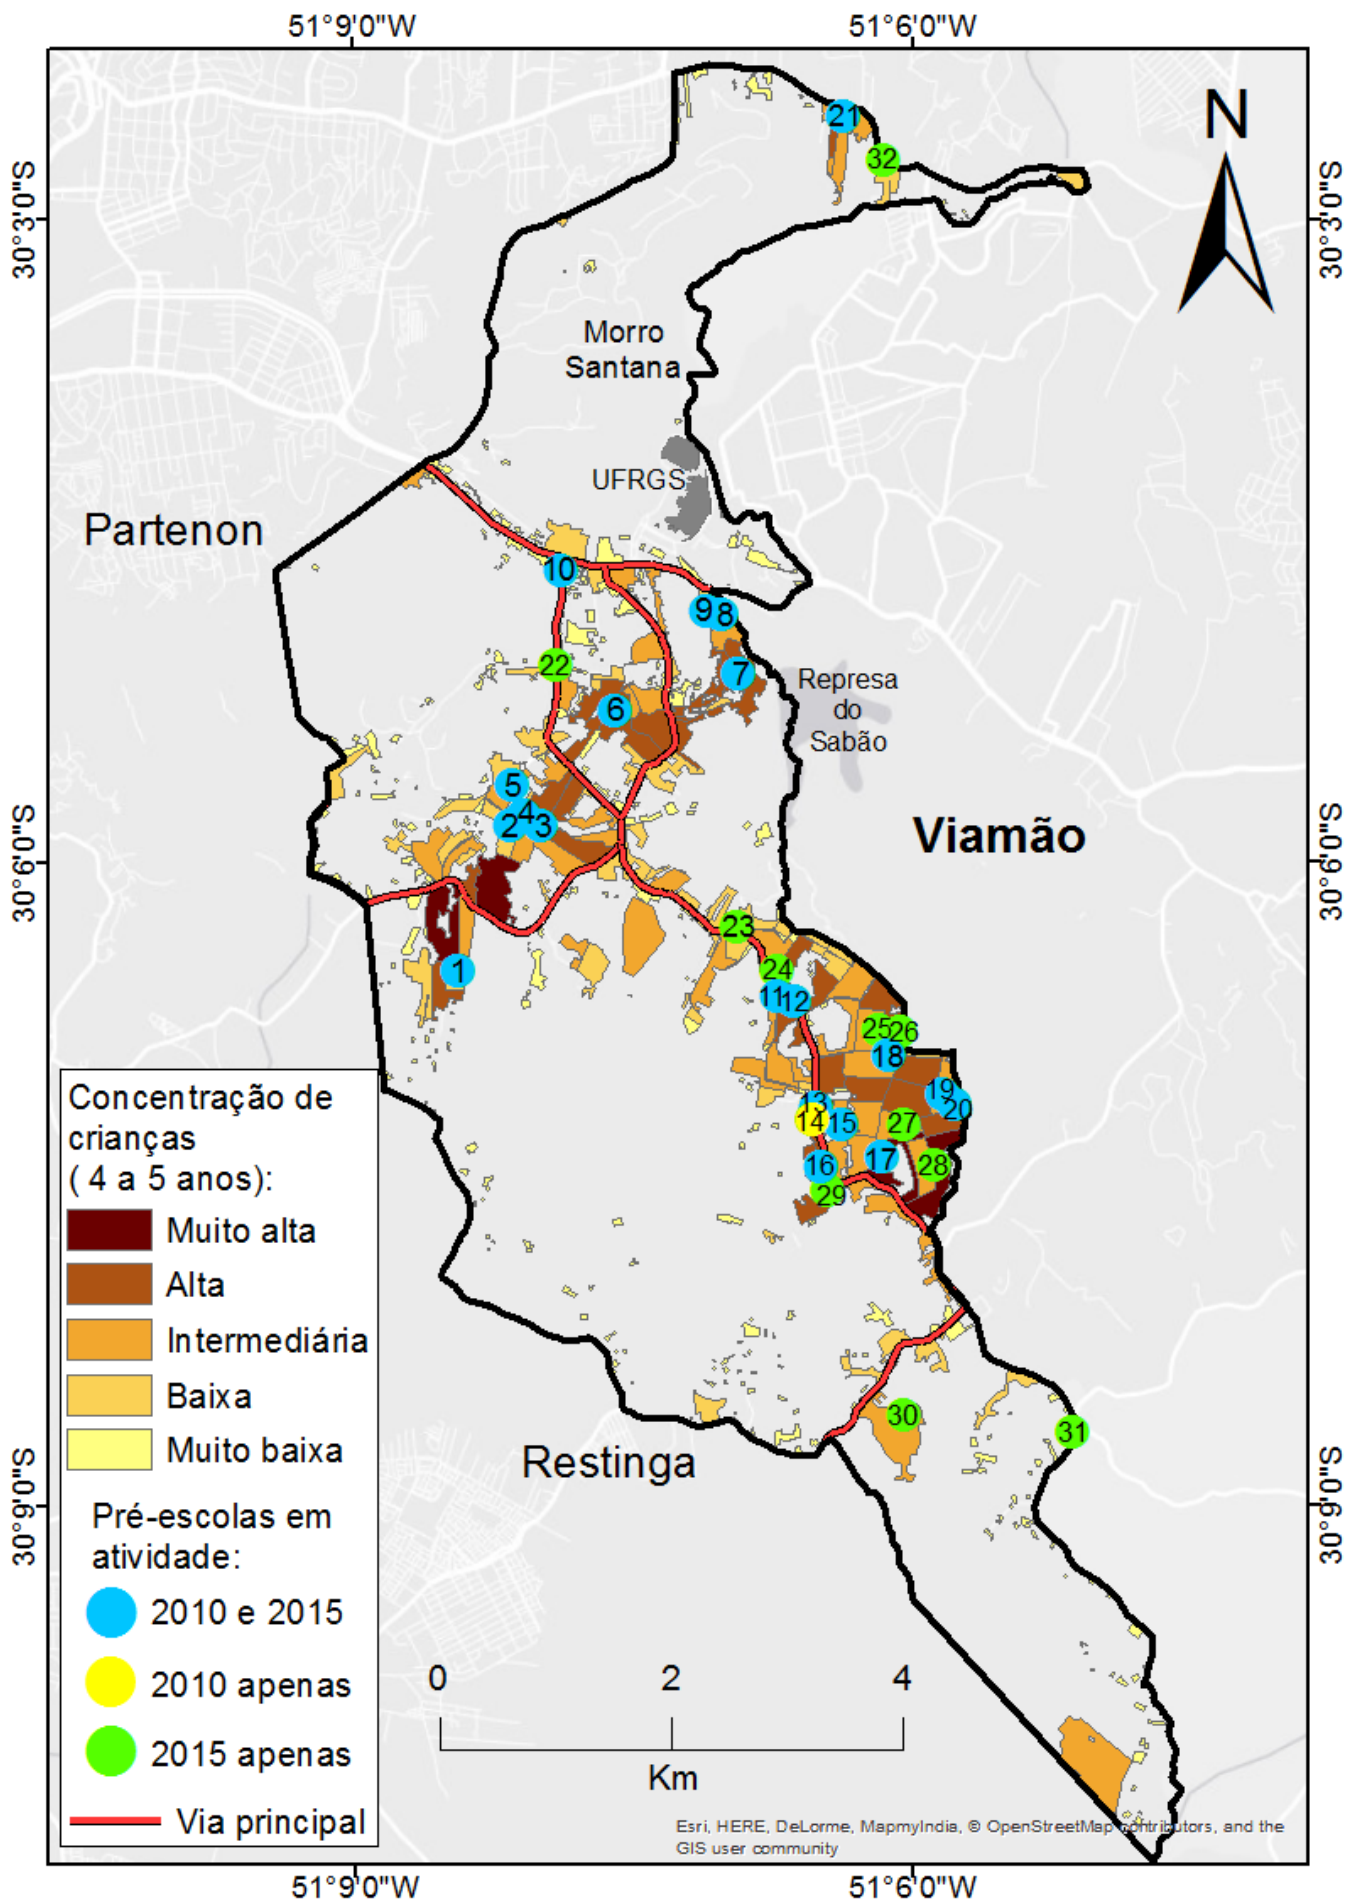 51°9'0"W
51°6'0"W
N
30°3'0"S
30°3'0"S
21
32
Morro
Santana
UFRGS
Partenon
10
9
8
22
7
6
Represa
do
Sabão
5
4
2
3
Viamão
30°6'0"S
30°6'0"S
23
24
1
11
12
25
26
18
19
20
13
14
15
27
16
17
28
29
Concentração de
crianças
( 4 a 5 anos):
Muito alta
Alta
Intermediária
Baixa
Muito baixa
30
31
Restinga
30°9'0"S
30°9'0"S
Pré-escolas em
atividade:
2010 e 2015
2010 apenas
2015 apenas
Via principal
0
2
4
Km
Esri, HERE, DeLorme, MapmyIndia, © OpenStreetMap contributors, and the
GIS user community
51°9'0"W
51°6'0"W